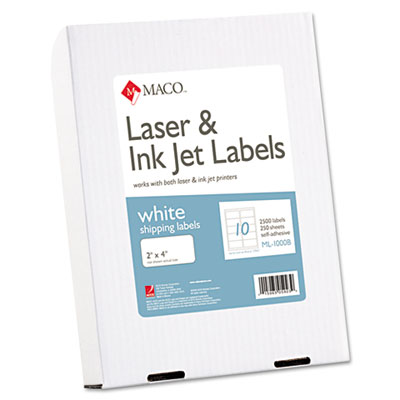 MACO™
Laser &
Ink Jet Labels
works with both laser & ink jet printers
white
shipping labels
2" x 4"
10
2500 labels
250 sheets
self-adhesive
ML-1000B